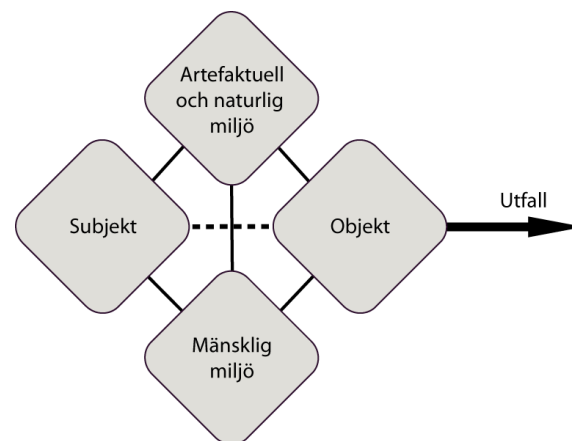 Artefaktuell
och naturlig
miljö
Subjekt
Objekt
Utfall
Mänsklig
miljö